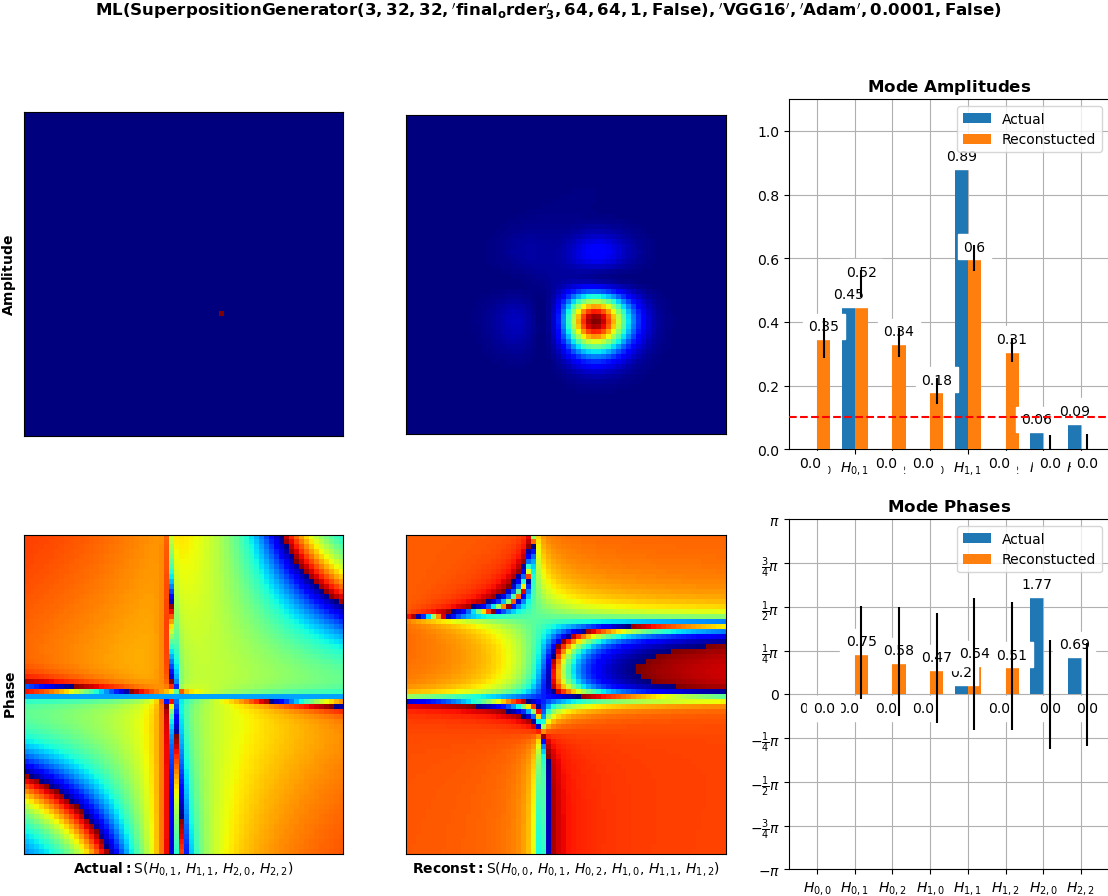 ML(SuperpositionGenerator(3, 32, 32, ′final_order′_3, 64, 64, 1, False), ′VGG16′, ′Adam′, 0.0001, False)
Mode Amplitudes
Actual
Reconstucted
1.0
0.8
0.6
0.4
0.2
0.0
0.35
0.45
0.52
0.34
0.18
0.89
0.6
0.31
0.06
0.09
0.0
H_{0,1}
0.0
0.0
H_{1,1}
0.0
0.0
0.0
Amplitude
Mode Phases
Actual
Reconstucted
π
3/4π
1/2π
1/4π
0
−1/4π
−1/2π
−3/4π
−π
0.75
0.58
0.47
0.2
0.54
0.51
1.77
0.69
0.0
0.0
0.0
0.0
0.0
0.0
0.0
H_{0,0}
H_{0,1}
H_{0,2}
H_{1,0}
H_{1,1}
H_{1,2}
H_{2,0}
H_{2,2}
Phase
Actual: S(H_{0,1}, H_{1,1}, H_{2,0}, H_{2,2})
Reconst: S(H_{0,0}, H_{0,1}, H_{0,2}, H_{1,0}, H_{1,1}, H_{1,2})